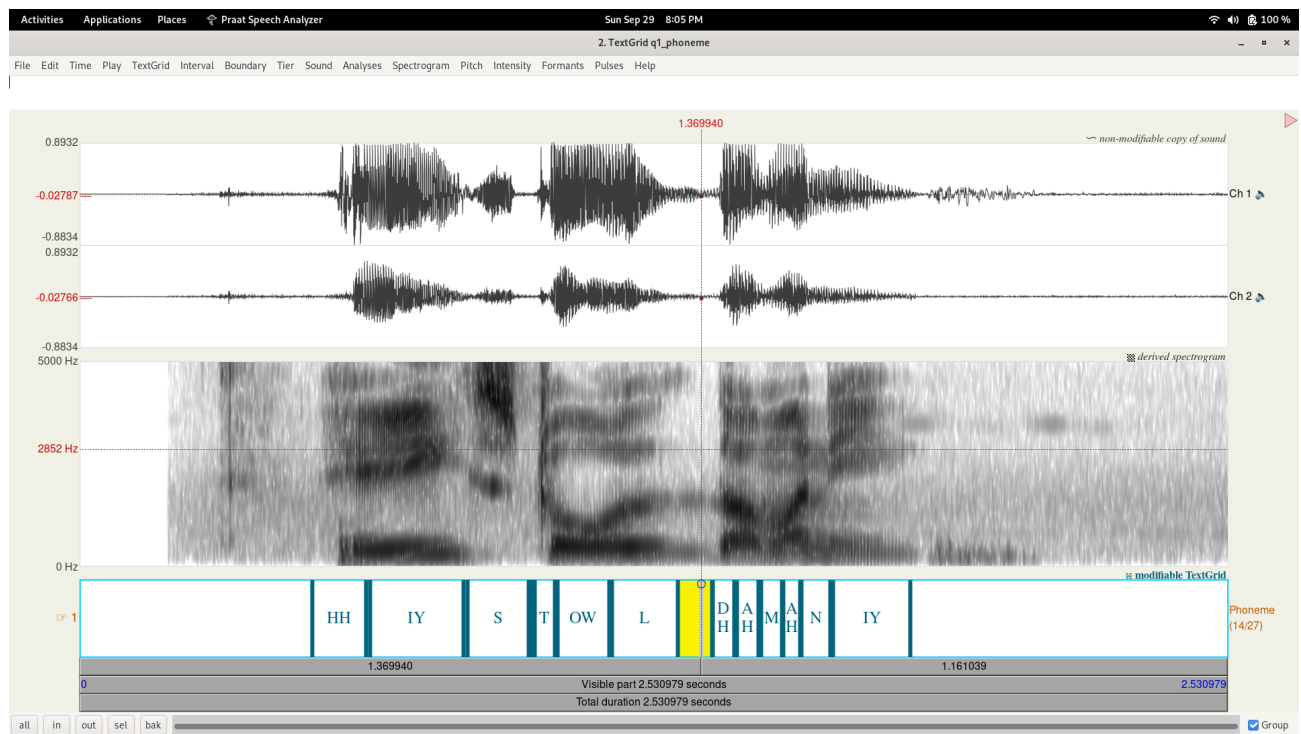 Activities Applications Places Praat Speech Analyzer Sun Sep 29 8:05 PM 100 %
2. TextGrid q1_phoneme
File Edit Time Play TextGrid Interval Boundary Tier Sound Analyses Spectrogram Pitch Intensity Formants Pulses Help
1.369940
0.8932 non-modifiable copy of sound
-0.02787 Ch 1
-0.8834
0.8932
-0.02766 Ch 2
-0.8834
5000 Hz derived spectrogram
2852 Hz
0 Hz modifiable TextGrid
1 HH IY S T OW L DH AH M AH N IY Phoneme
(14/27)
1.369940 1.161039
0 Visible part 2.530979 seconds 2.530979
Total duration 2.530979 seconds
all in out sel bak Group